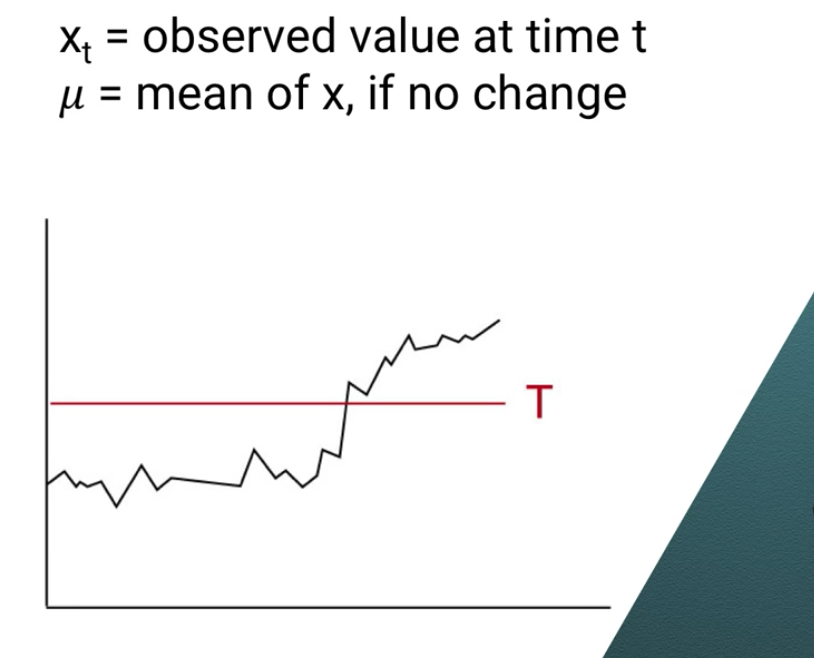 xₜ = observed value at time t
μ = mean of x, if no change
T